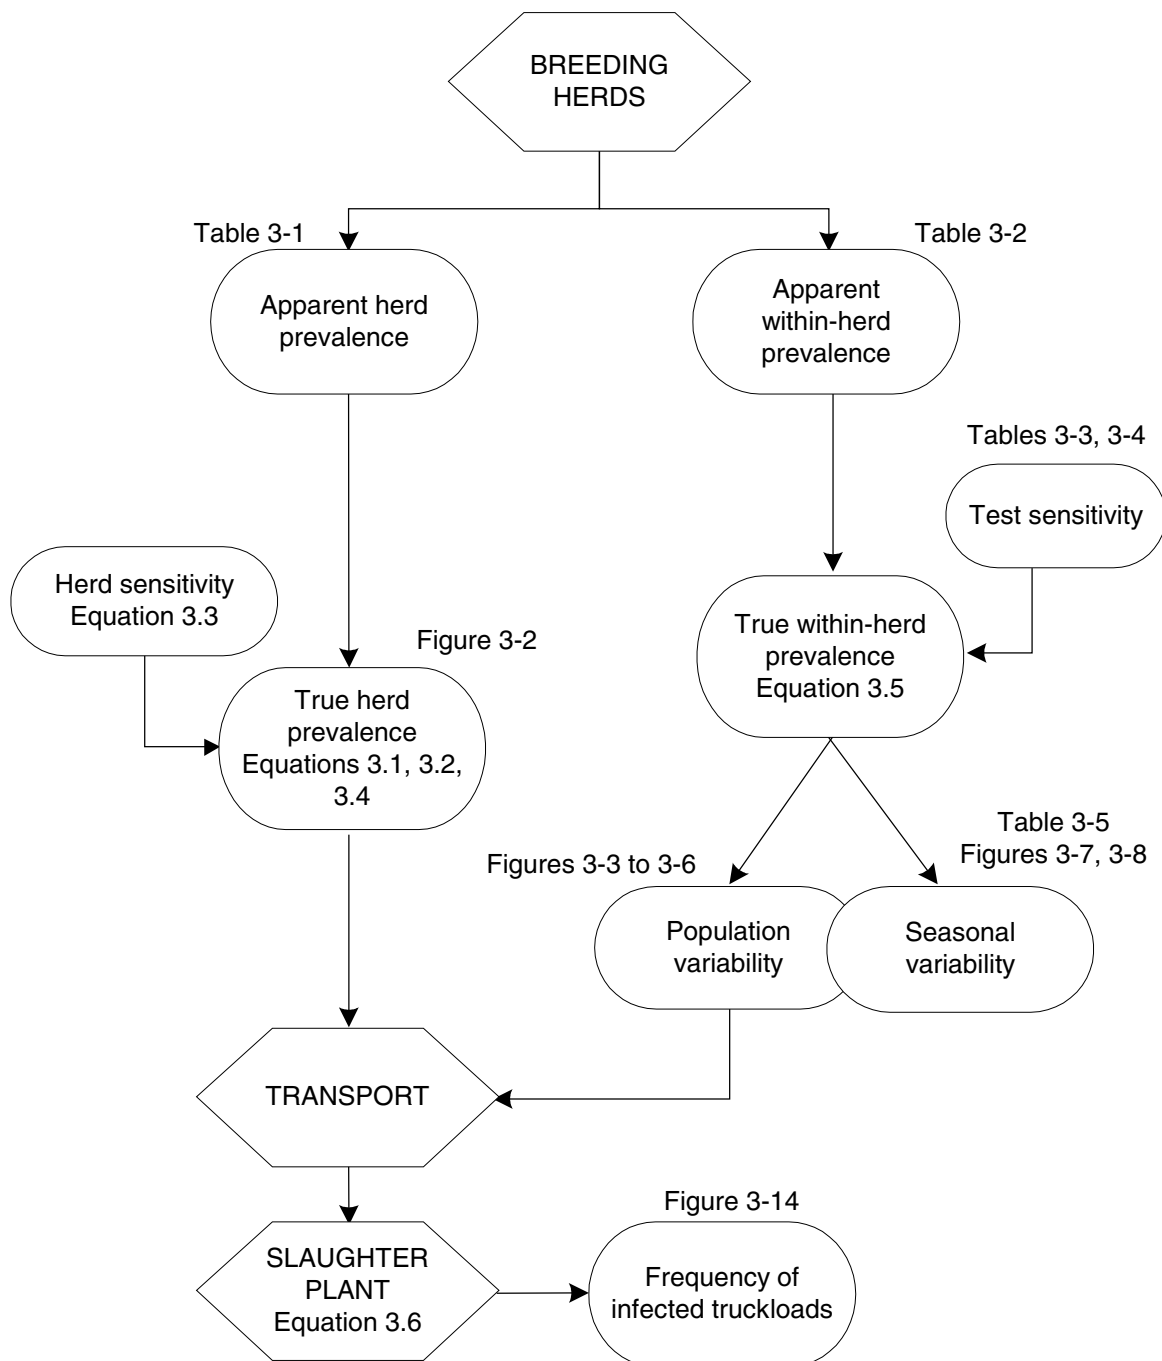 BREEDING
HERDS
Table 3-1
Table 3-2
Apparent herd
prevalence
Apparent
within-herd
prevalence
Tables 3-3, 3-4
Test sensitivity
Herd sensitivity
Equation 3.3
Figure 3-2
True within-herd
prevalence
Equation 3.5
True herd
prevalence
Equations 3.1, 3.2,
3.4
Figures 3-3 to 3-6
Table 3-5
Figures 3-7, 3-8
Population
variability
Seasonal
variability
TRANSPORT
Figure 3-14
SLAUGHTER
PLANT
Equation 3.6
Frequency of
infected truckloads